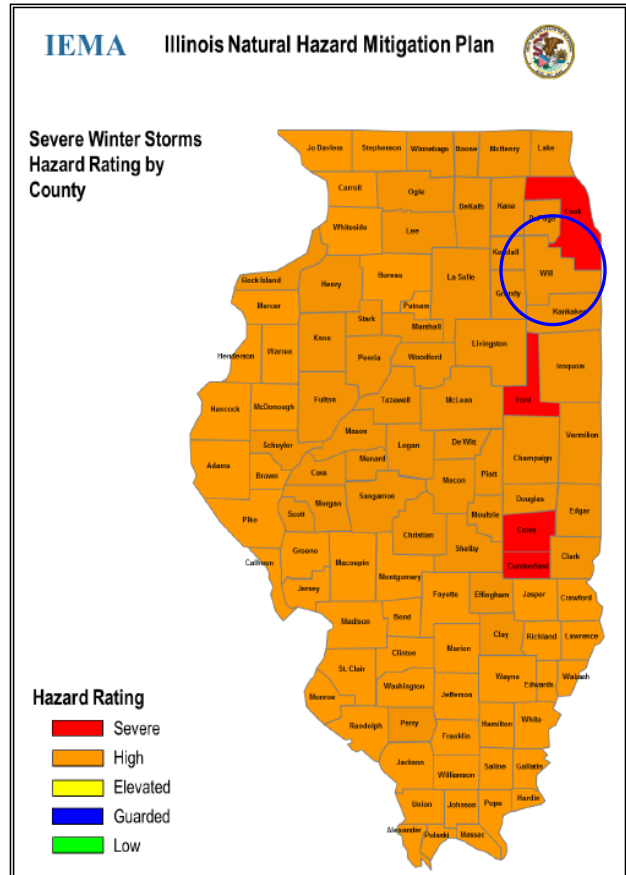 IEMA Illinois Natural Hazard Mitigation Plan
Severe Winter Storms
Hazard Rating by
County
Jo Daviess Stephenson Winnebago Boone McHenry Lake
Carroll Ogle DeKalb Kane Cook
DuPage
Whiteside Lee
Kendall Will
Rock Island Henry Bureau La Salle Grundy
Mercer Putnam Kankakee
Stark Marshall
Henderson Warren Knox Peoria Woodford Livingston Iroquois
Hancock McDonough Fulton Tazewell McLean Ford
Mason
Schuyler Logan De Witt Champaign Vermilion
Adams Brown Cass Menard Macon Piatt
Morgan Sangamon Douglas
Pike Scott Christian Moultrie Coles Edgar
Greene Shelby
Calhoun Macoupin Montgomery Cumberland Clark
Jersey Fayette Effingham Jasper Crawford
Madison Bond
Clay Richland Lawrence
Clinton Marion
St. Clair Wayne Edwards Wabash
Washington Jefferson
Monroe
Randolph Perry Hamilton White
Franklin
Jackson Saline Gallatin
Williamson
Union Johnson Pope Hardin
Alexander Pulaski Massac
Hazard Rating
Severe
High
Elevated
Guarded
Low